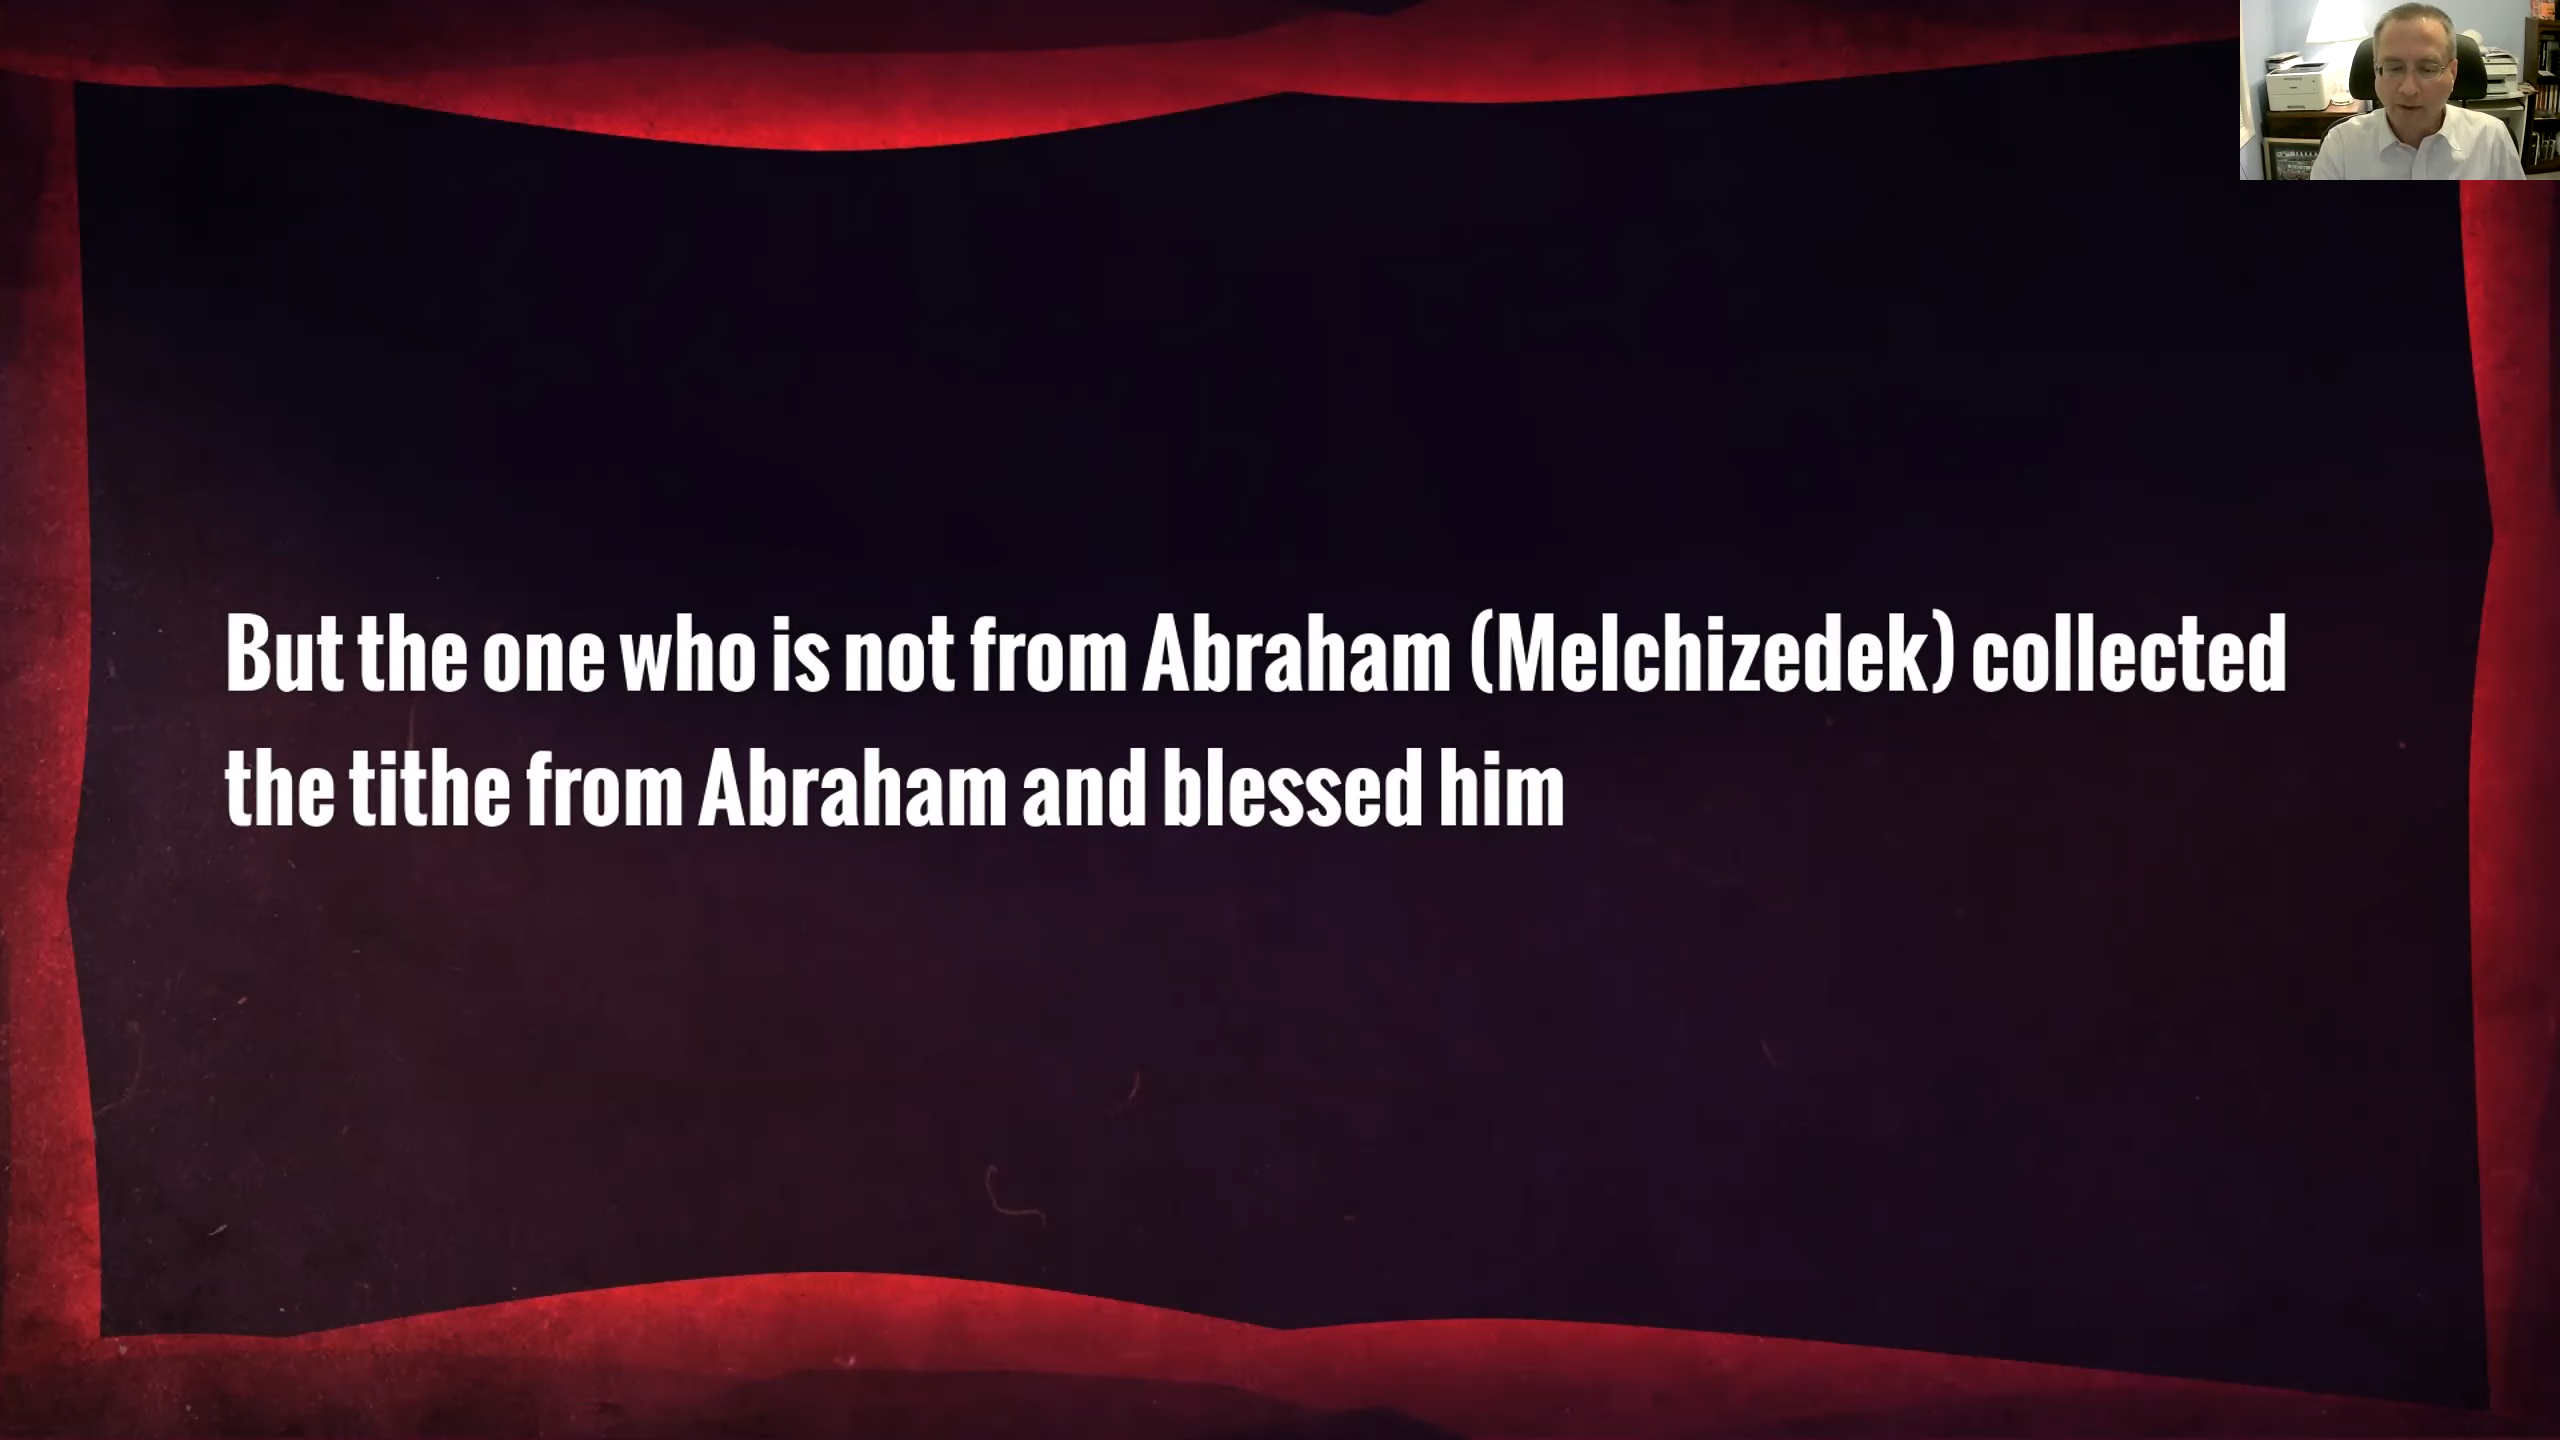 But the one who is not from Abraham (Melchizedek) collected
the tithe from Abraham and blessed him